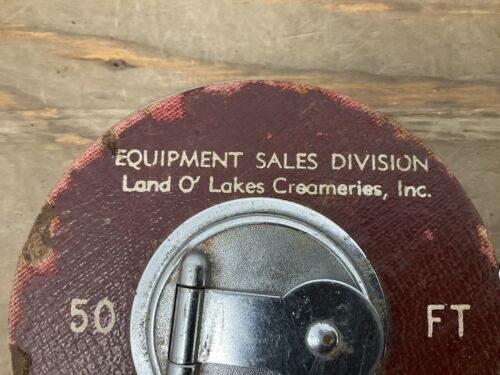 EQUIPMENT SALES DIVISION
Land O' Lakes Creameries, Inc.
50 FT